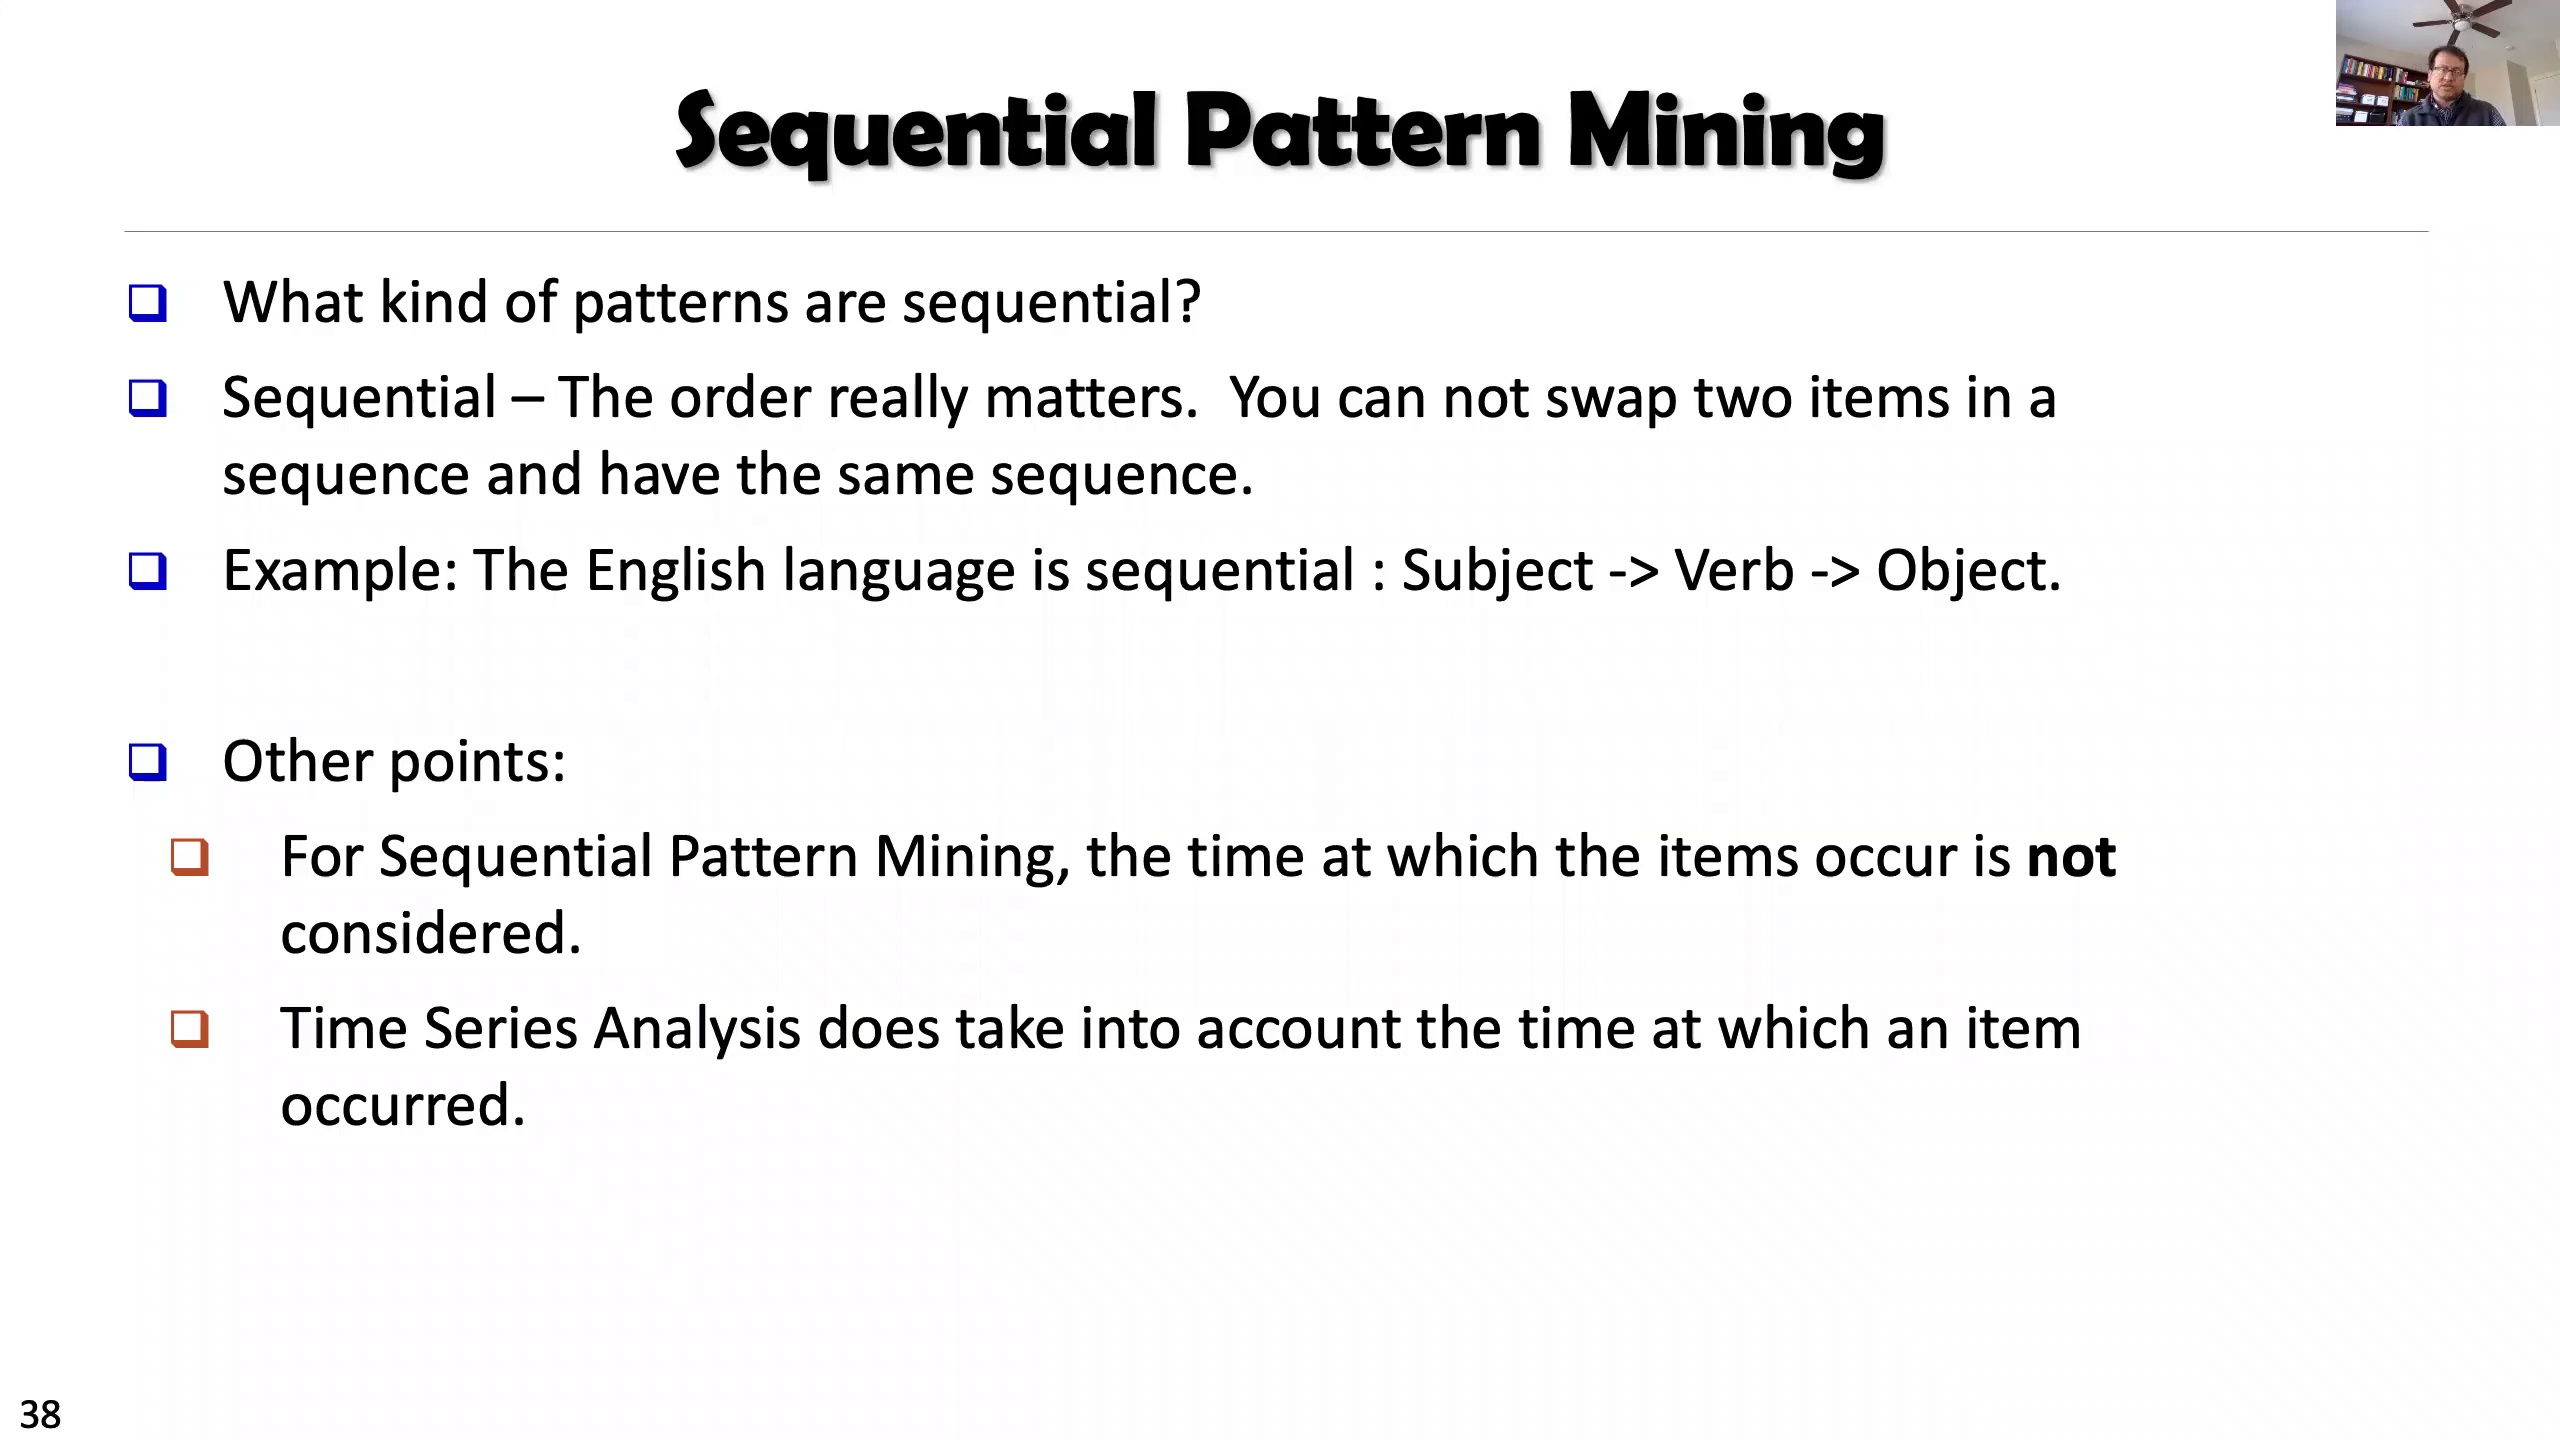 Sequential Pattern Mining
What kind of patterns are sequential?
Sequential – The order really matters.  You can not swap two items in a
sequence and have the same sequence.
Example: The English language is sequential : Subject -> Verb -> Object.
Other points:
For Sequential Pattern Mining, the time at which the items occur is not
considered.
Time Series Analysis does take into account the time at which an item
occurred.
38